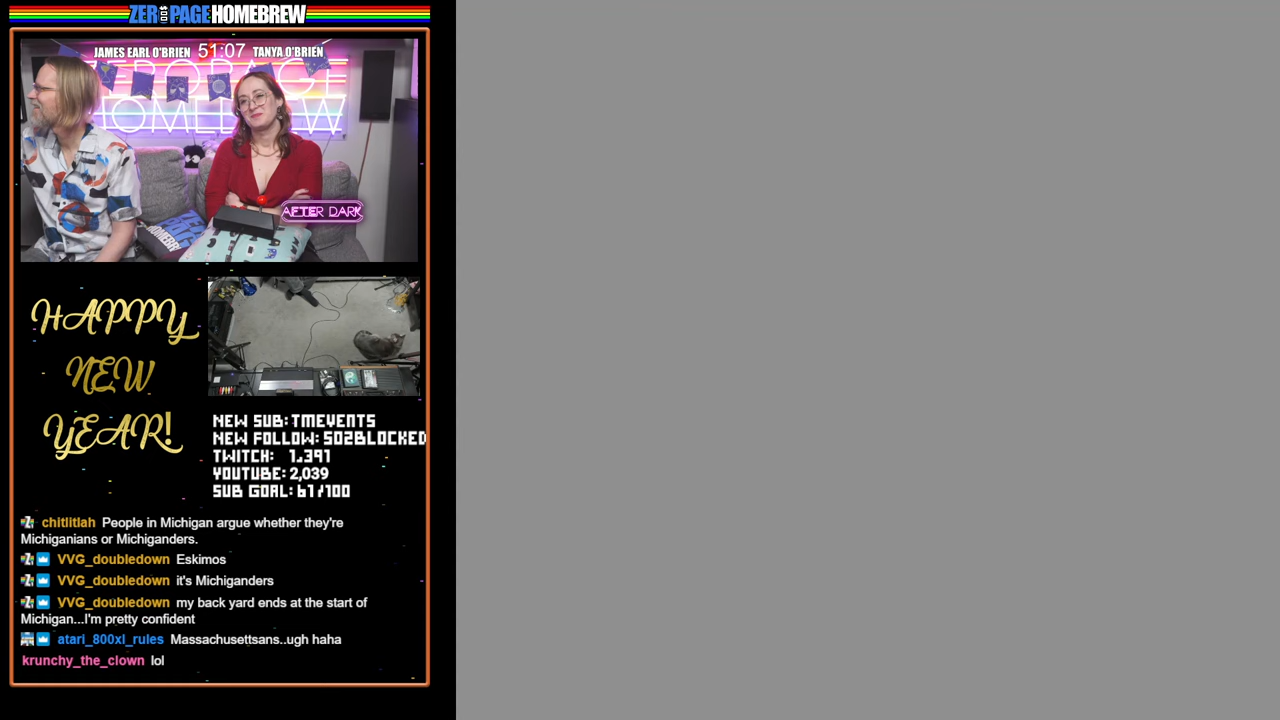 ZERO PAGE HOMEBREW
JAMES EARL O'BRIEN 51:07 TANYA O'BRIEN
AFTER DARK
HAPPY
NEW
YEAR!
NEW SUB: TMEVENTS
NEW FOLLOW: SO2BLOCKED
TWITCH: 1,391
YOUTUBE: 2,039
SUB GOAL: 67/100
chitlitlah People in Michigan argue whether they're
Michiganians or Michiganders.
VVG_doubledown Eskimos
VVG_doubledown it's Michiganders
VVG_doubledown my back yard ends at the start of
Michigan...I'm pretty confident
atari_800xl_rules Massachusettsans..ugh haha
krunchy_the_clown lol